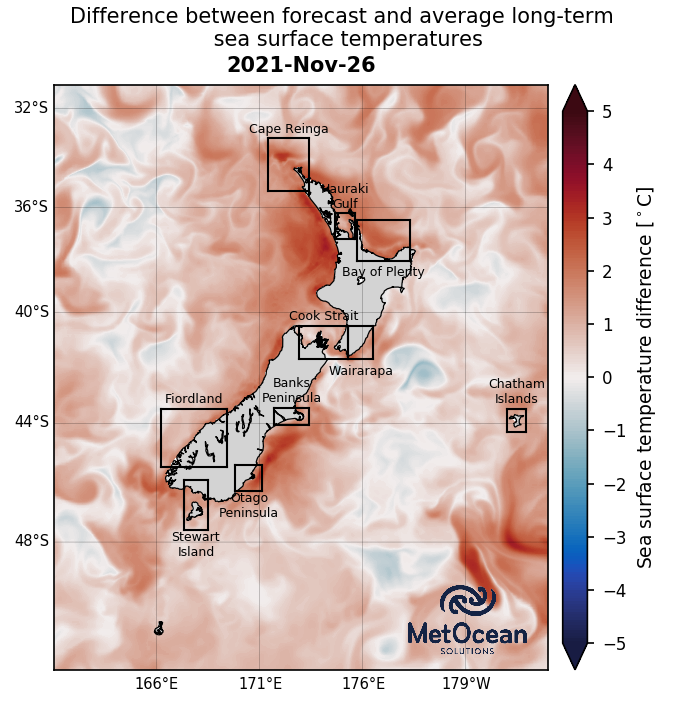 Difference between forecast and average long-term
sea surface temperatures
2021-Nov-26
32°S
36°S
40°S
44°S
48°S
Cape Reinga
Hauraki
Gulf
Bay of Plenty
Cook Strait
Wairarapa
Banks
Peninsula
Fiordland
Chatham
Islands
Otago
Peninsula
Stewart
Island
MetOcean
SOLUTIONS
166°E
171°E
176°E
179°W
5
4
3
2
1
0
−1
−2
−3
−4
−5
Sea surface temperature difference [°C]